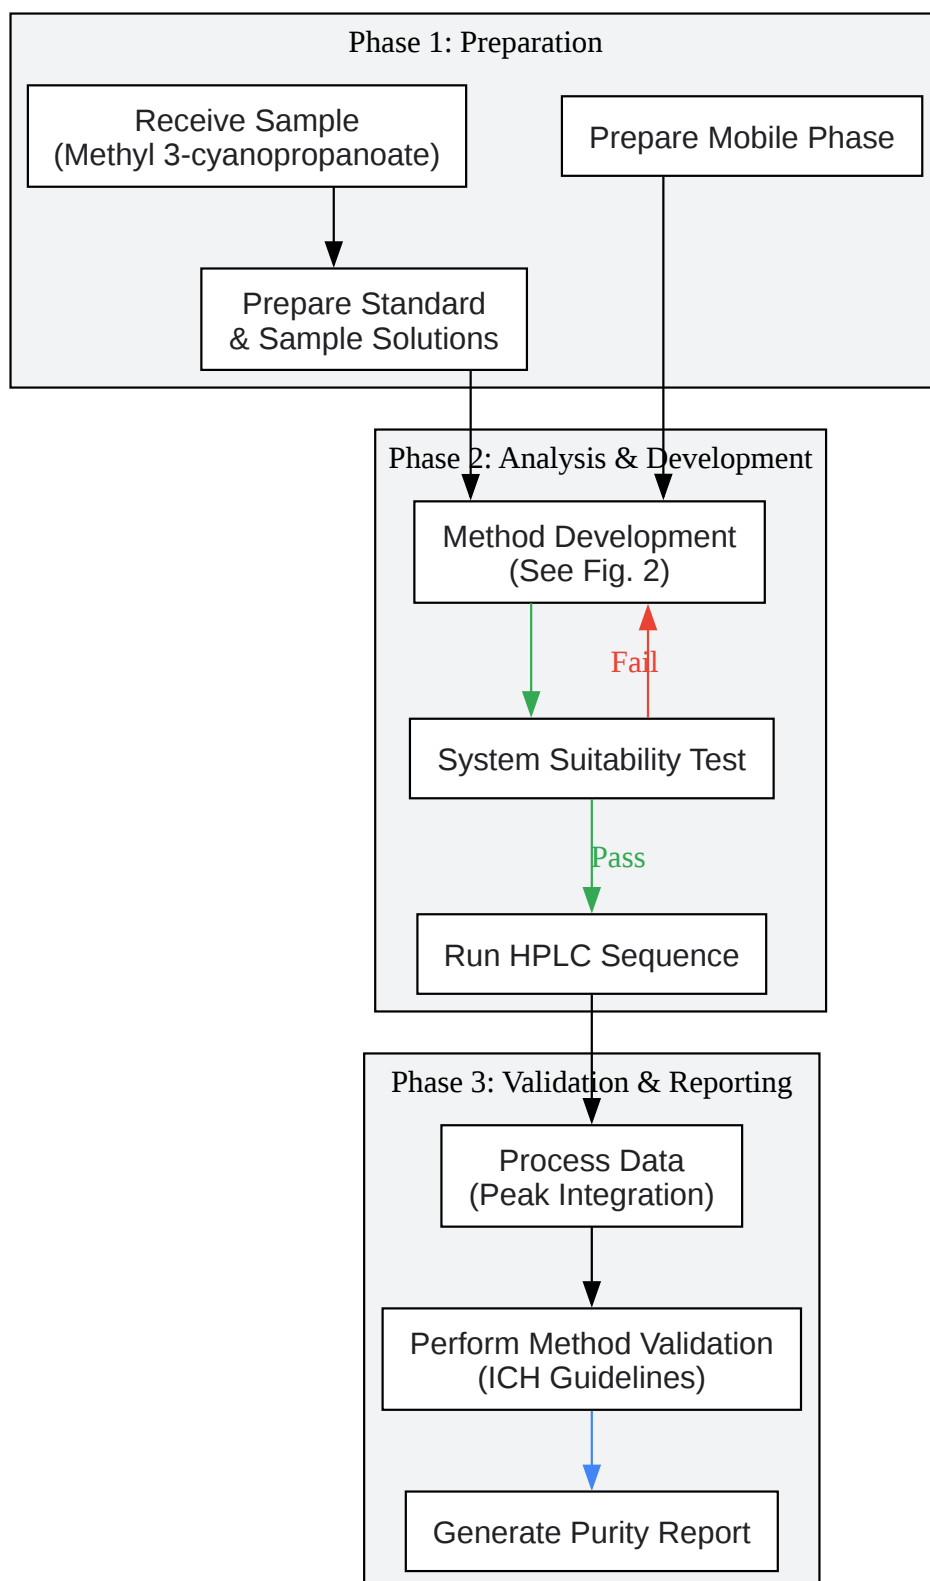 Phase 1: Preparation
Receive Sample
(Methyl 3-cyanopropanoate)
Prepare Mobile Phase
Prepare Standard
& Sample Solutions
Phase 2: Analysis & Development
Method Development
(See Fig. 2)
Fail
System Suitability Test
Pass
Run HPLC Sequence
Phase 3: Validation & Reporting
Process Data
(Peak Integration)
Perform Method Validation
(ICH Guidelines)
Generate Purity Report